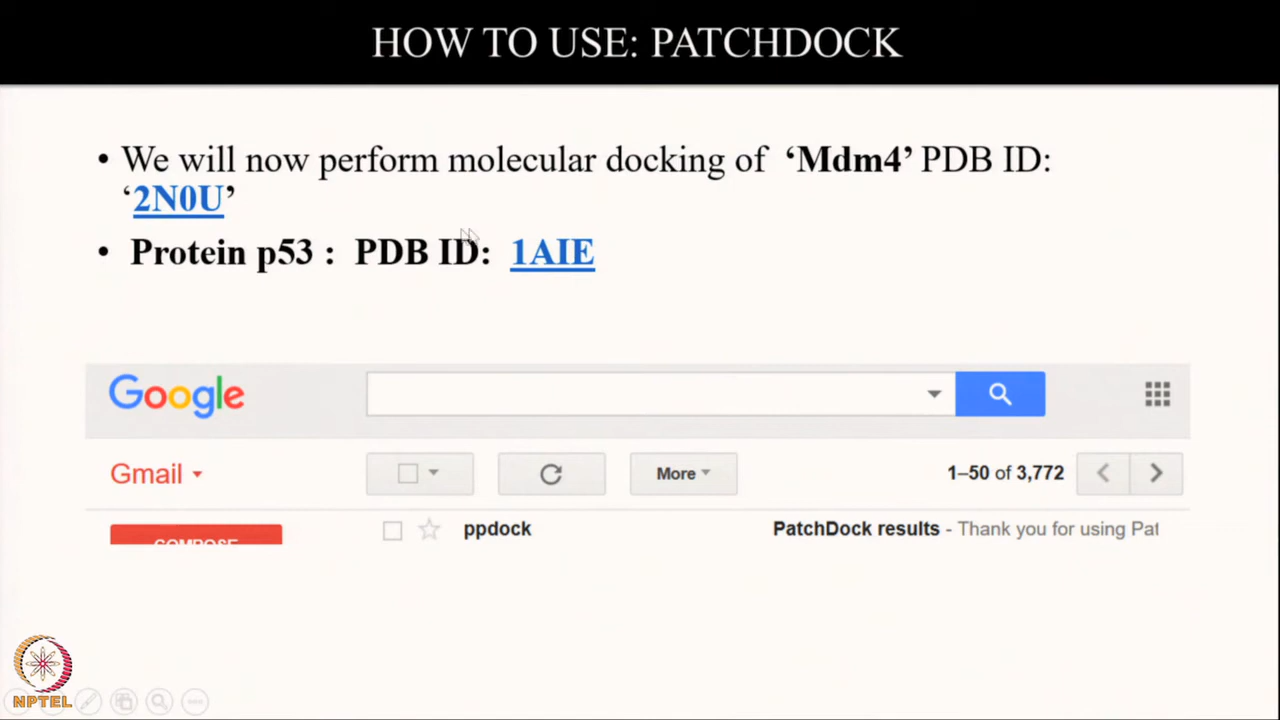 HOW TO USE: PATCHDOCK
• We will now perform molecular docking of ‘Mdm4’ PDB ID:
‘2N0U’
• Protein p53 : PDB ID: 1AIE
Google
Gmail
More
1–50 of 3,772
COMPOSE
ppdock
PatchDock results - Thank you for using Pat
NPTEL